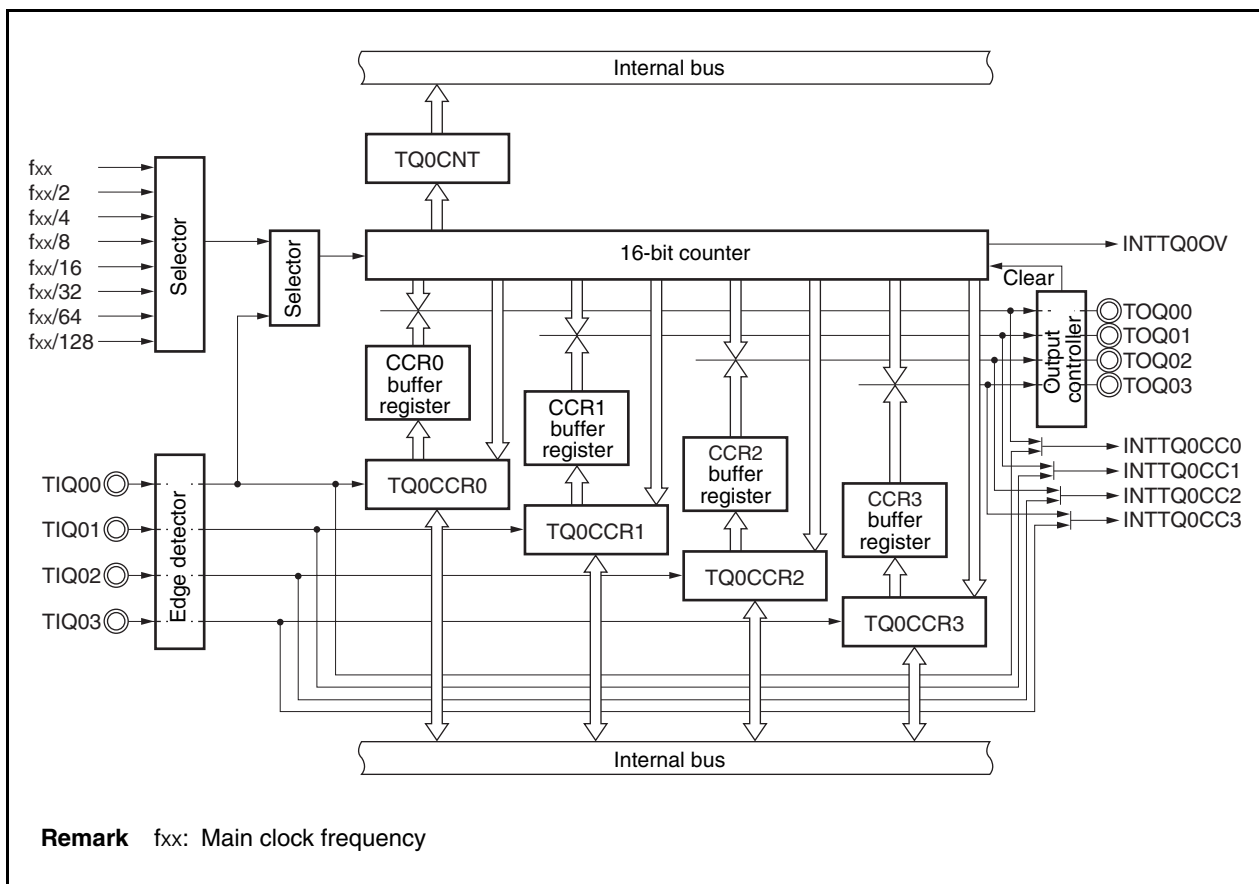 Internal bus
TQ0CNT
fxx
fxx/2
fxx/4
fxx/8
fxx/16
fxx/32
fxx/64
fxx/128
Selector
Selector
16-bit counter
INTTQ0OV
Clear
Output
controller
TOQ00
TOQ01
TOQ02
TOQ03
CCR0
buffer
register
CCR1
buffer
register
CCR2
buffer
register
CCR3
buffer
register
INTTQ0CC0
INTTQ0CC1
INTTQ0CC2
INTTQ0CC3
TIQ00
TIQ01
TIQ02
TIQ03
Edge detector
TQ0CCR0
TQ0CCR1
TQ0CCR2
TQ0CCR3
Internal bus
Remark fxx: Main clock frequency